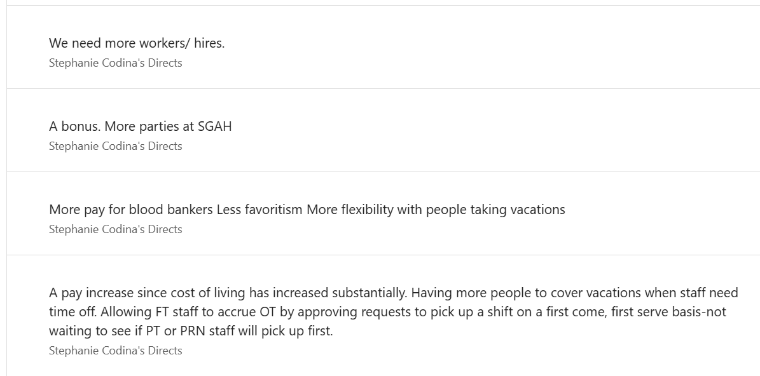 We need more workers/ hires.
Stephanie Codina's Directs
A bonus. More parties at SGAH
Stephanie Codina's Directs
More pay for blood bankers Less favoritism More flexibility with people taking vacations
Stephanie Codina's Directs
A pay increase since cost of living has increased substantially. Having more people to cover vacations when staff need
time off. Allowing FT staff to accrue OT by approving requests to pick up a shift on a first come, first serve basis-not
waiting to see if PT or PRN staff will pick up first.
Stephanie Codina's Directs